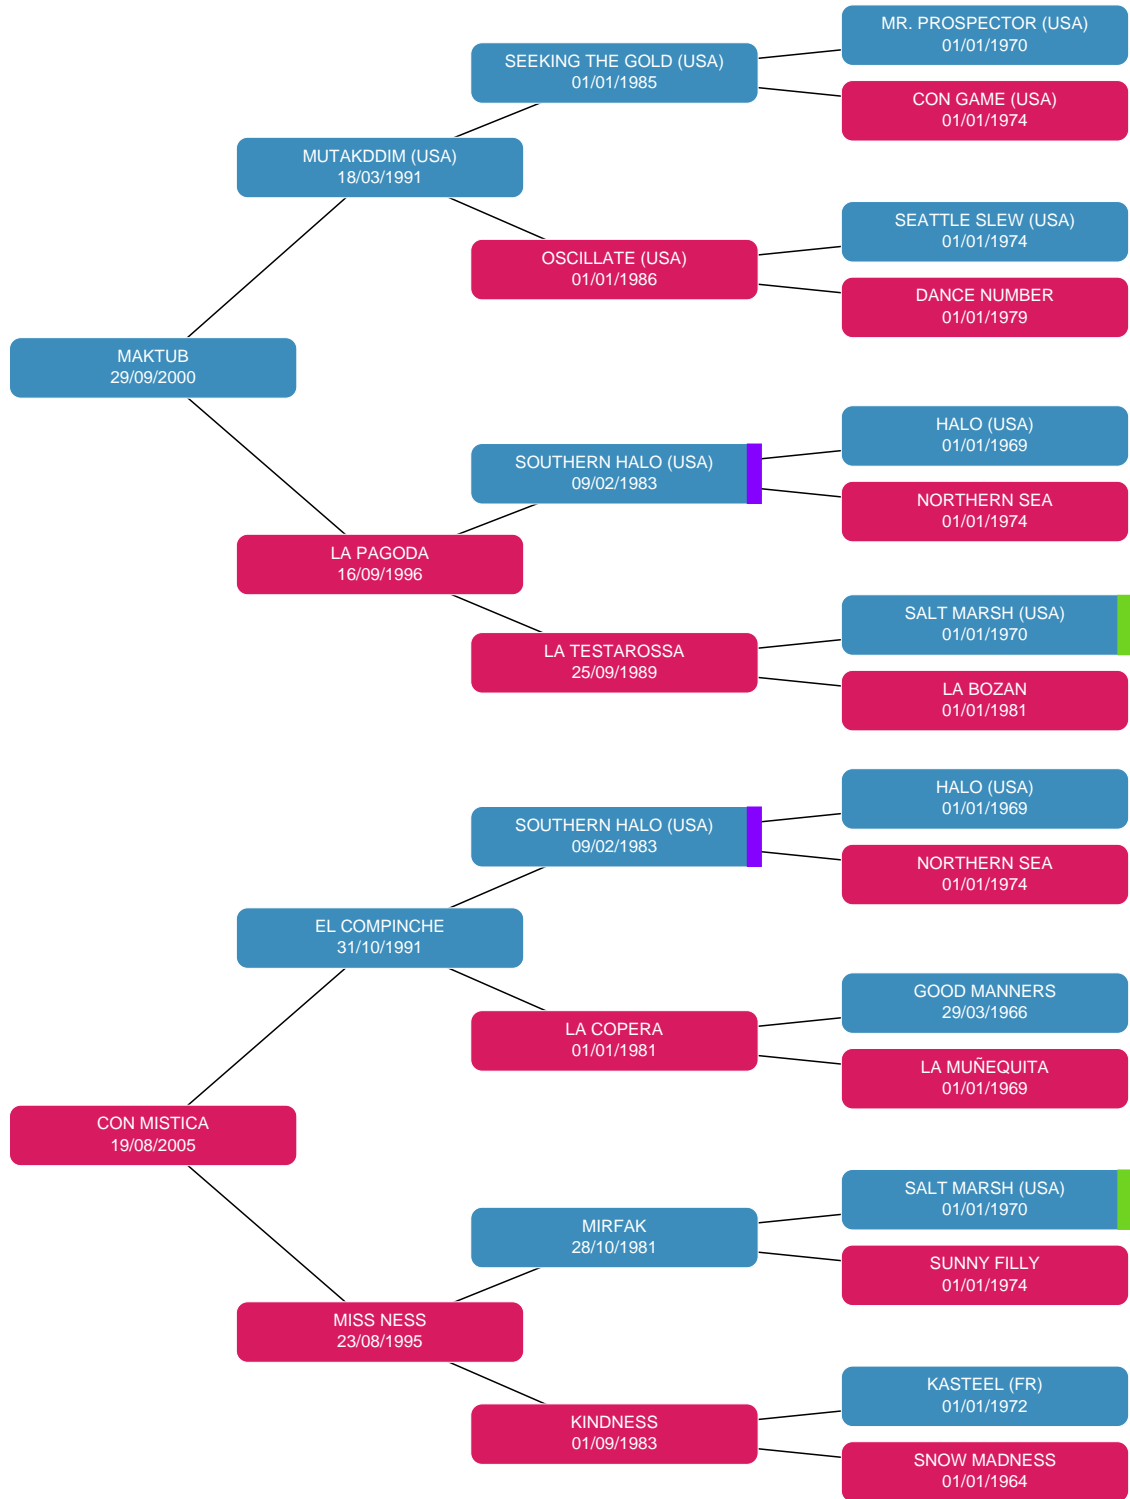 MR. PROSPECTOR (USA)
01/01/1970
SEEKING THE GOLD (USA)
01/01/1985
CON GAME (USA)
01/01/1974
MUTAKDDIM (USA)
18/03/1991
SEATTLE SLEW (USA)
01/01/1974
OSCILLATE (USA)
01/01/1986
DANCE NUMBER
01/01/1979
MAKTUB
29/09/2000
HALO (USA)
01/01/1969
SOUTHERN HALO (USA)
09/02/1983
NORTHERN SEA
01/01/1974
LA PAGODA
16/09/1996
SALT MARSH (USA)
01/01/1970
LA TESTAROSSA
25/09/1989
LA BOZAN
01/01/1981
HALO (USA)
01/01/1969
SOUTHERN HALO (USA)
09/02/1983
NORTHERN SEA
01/01/1974
EL COMPINCHE
31/10/1991
GOOD MANNERS
29/03/1966
LA COPERA
01/01/1981
LA MUÑEQUITA
01/01/1969
CON MISTICA
19/08/2005
SALT MARSH (USA)
01/01/1970
MIRFAK
28/10/1981
SUNNY FILLY
01/01/1974
MISS NESS
23/08/1995
KASTEEL (FR)
01/01/1972
KINDNESS
01/09/1983
SNOW MADNESS
01/01/1964